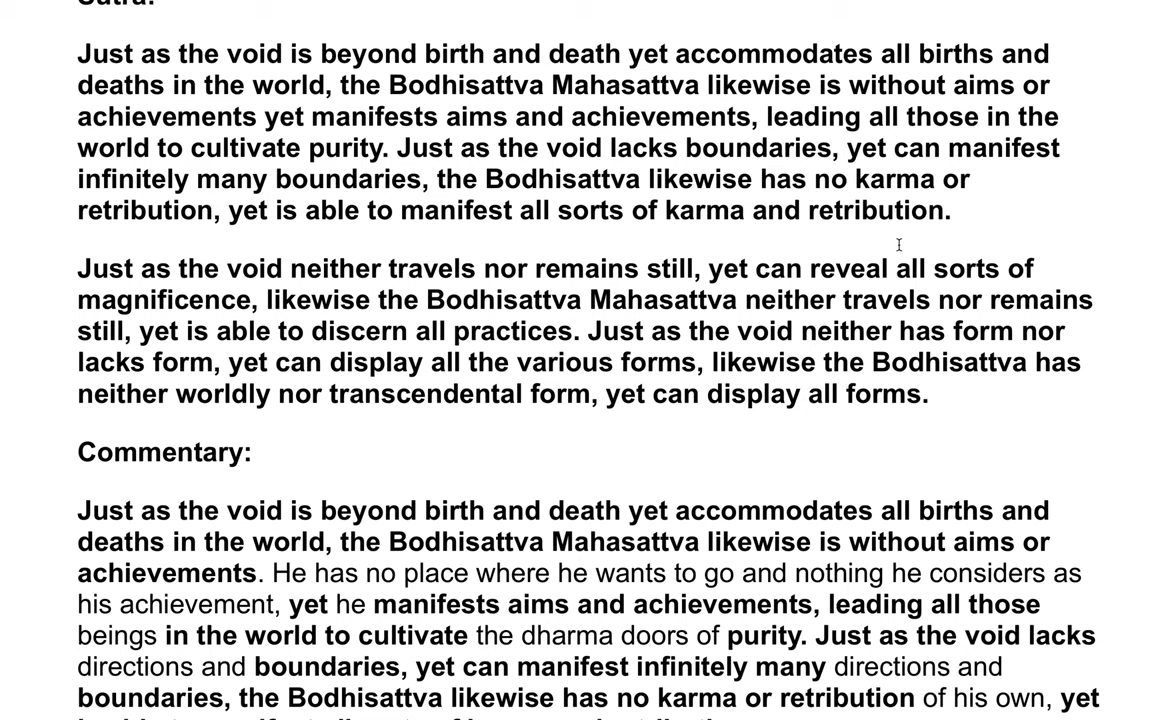 Sutra:
Just as the void is beyond birth and death yet accommodates all births and
deaths in the world, the Bodhisattva Mahasattva likewise is without aims or
achievements yet manifests aims and achievements, leading all those in the
world to cultivate purity. Just as the void lacks boundaries, yet can manifest
infinitely many boundaries, the Bodhisattva likewise has no karma or
retribution, yet is able to manifest all sorts of karma and retribution.
Just as the void neither travels nor remains still, yet can reveal all sorts of
magnificence, likewise the Bodhisattva Mahasattva neither travels nor remains
still, yet is able to discern all practices. Just as the void neither has form nor
lacks form, yet can display all the various forms, likewise the Bodhisattva has
neither worldly nor transcendental form, yet can display all forms.
Commentary:
Just as the void is beyond birth and death yet accommodates all births and
deaths in the world, the Bodhisattva Mahasattva likewise is without aims or
achievements. He has no place where he wants to go and nothing he considers as
his achievement, yet he manifests aims and achievements, leading all those
beings in the world to cultivate the dharma doors of purity. Just as the void lacks
directions and boundaries, yet can manifest infinitely many directions and
boundaries, the Bodhisattva likewise has no karma or retribution of his own, yet